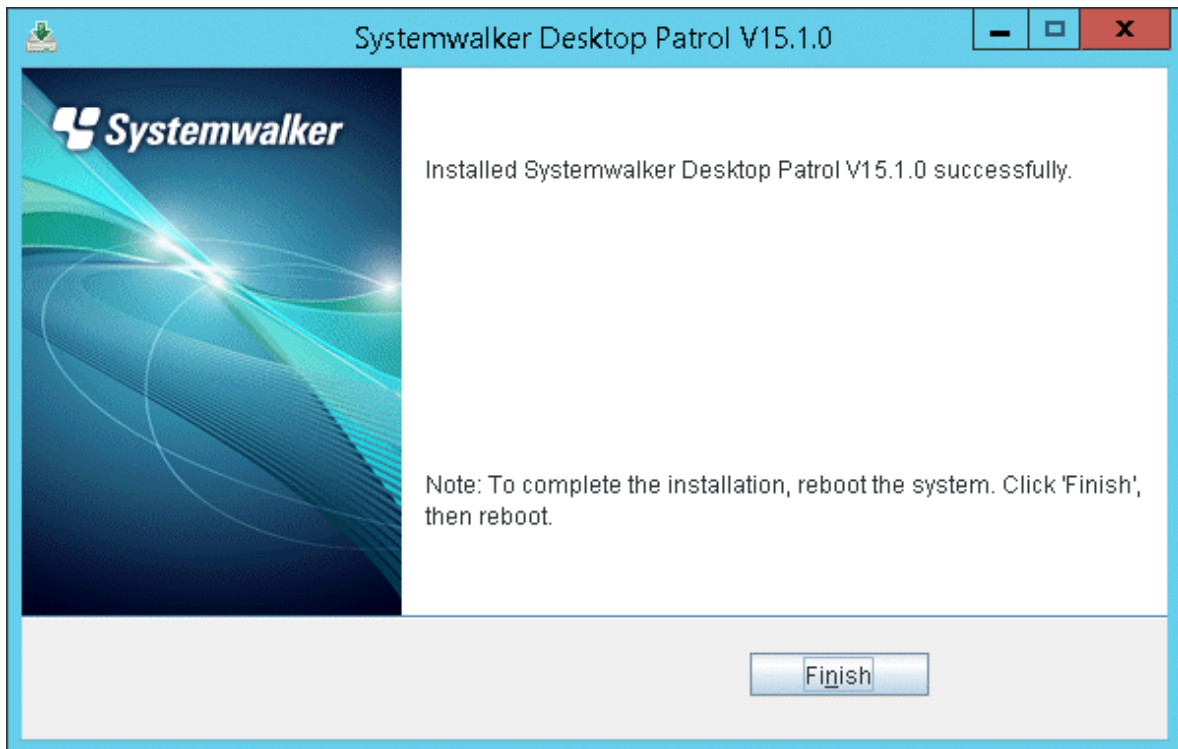 Systemwalker Desktop Patrol V15.1.0
Systemwalker
Installed Systemwalker Desktop Patrol V15.1.0 successfully.
Note: To complete the installation, reboot the system. Click 'Finish',
then reboot.
Finish